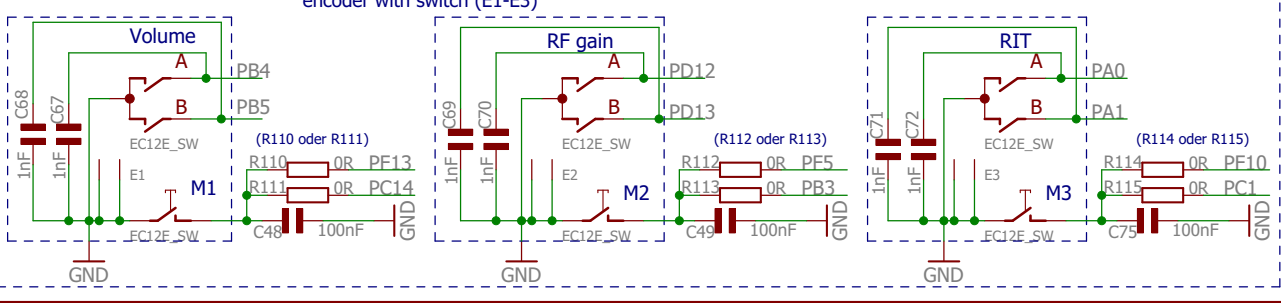 encoder with switch (E1-E3)
Volume
A
PB4
B
PB5
C68
C67
1nF
1nF
EC12E_SW
(R110 oder R111)
E1
M1
R110
0R
PF13
R111
0R
PC14
EC12E_SW
C48
100nF
GND
GND
RF gain
A
PD12
B
PD13
C69
C70
1nF
1nF
EC12E_SW
(R112 oder R113)
E2
M2
R112
0R
PF5
R113
0R
PB3
EC12E_SW
C49
100nF
GND
GND
RIT
A
PA0
B
PA1
C71
C72
1nF
1nF
EC12E_SW
(R114 oder R115)
E3
M3
R114
0R
PF10
R115
0R
PC1
EC12E_SW
C75
100nF
GND
GND